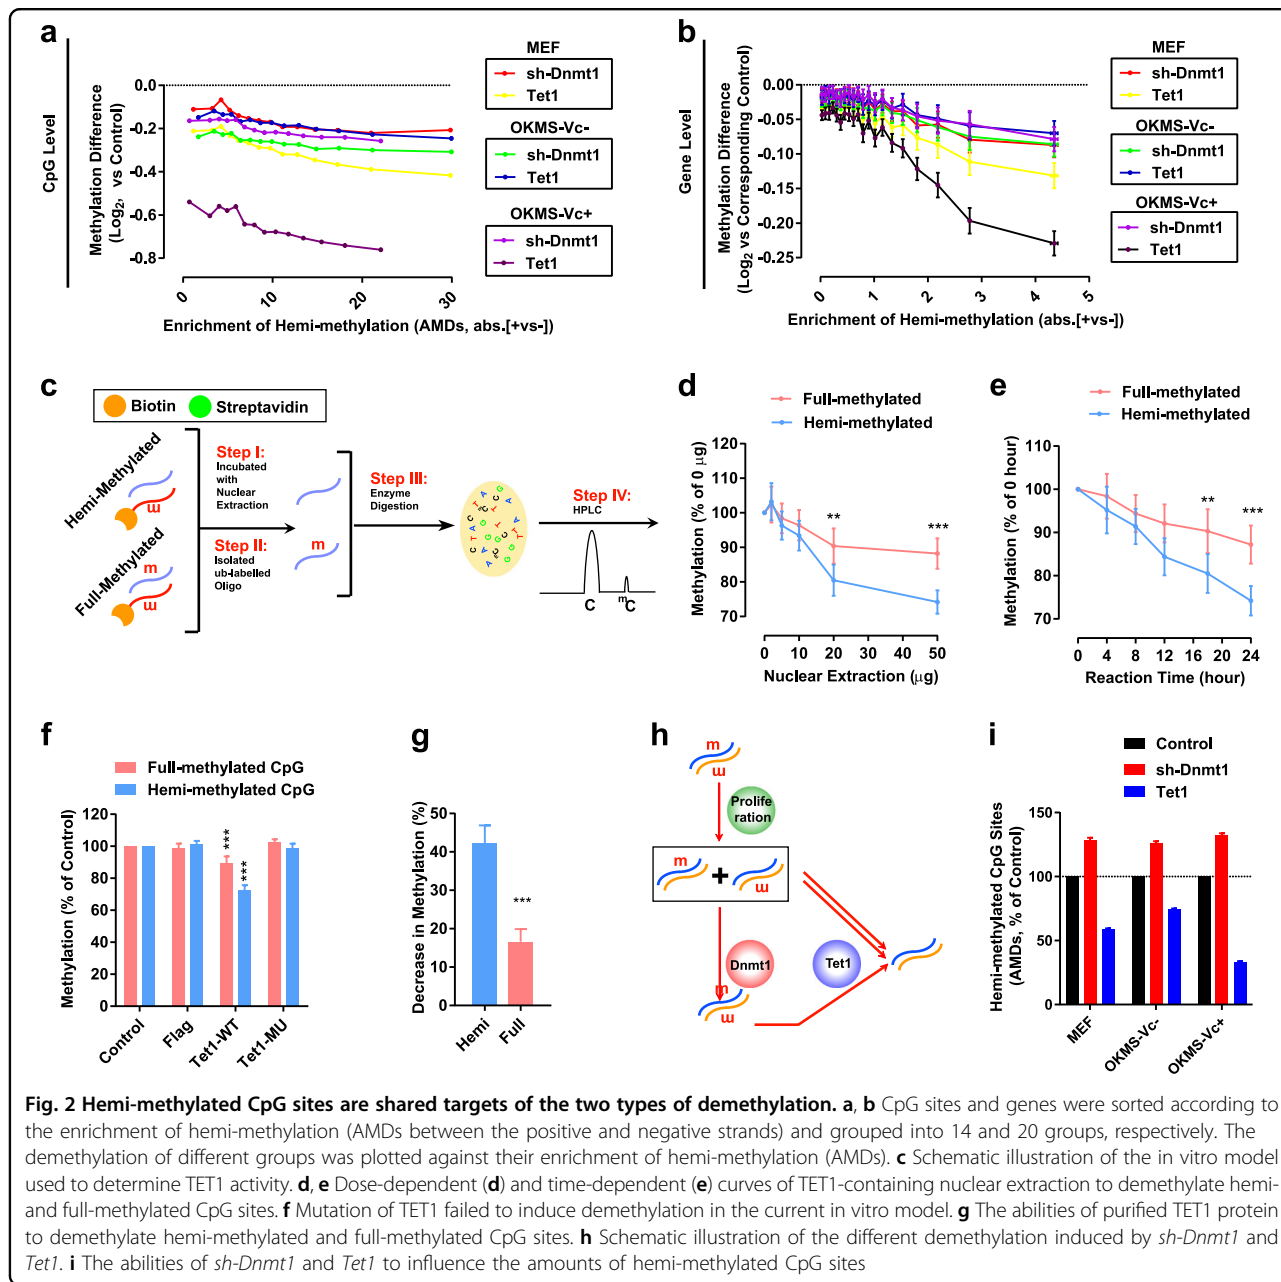 a
CpG Level
Methylation Difference
(Log₂, vs Control)
0.0
-0.2
-0.4
-0.6
-0.8
0
10
20
30
Enrichment of Hemi-methylation (AMDs, abs.[+vs-])
MEF
sh-Dnmt1
Tet1
OKMS-Vc-
sh-Dnmt1
Tet1
OKMS-Vc+
sh-Dnmt1
Tet1
b
Gene Level
Methylation Difference
(Log₂ vs Corresponding Control)
0.00
-0.05
-0.10
-0.15
-0.20
-0.25
0
1
2
3
4
5
Enrichment of Hemi-methylation (abs.[+vs-])
MEF
sh-Dnmt1
Tet1
OKMS-Vc-
sh-Dnmt1
Tet1
OKMS-Vc+
sh-Dnmt1
Tet1
c
Biotin
Streptavidin
Hemi-Methylated
m
Full-Methylated
m
m
Step I:
Incubated
with
Nuclear
Extraction
Step II:
Isolated
ub-labelled
Oligo
m
Step III:
Enzyme
Digestion
Step IV:
HPLC
C
ᵐC
d
Full-methylated
Hemi-methylated
Methylation (% of 0 μg)
120
110
100
90
80
70
**
***
0
10
20
30
40
50
Nuclear Extraction (μg)
e
Full-methylated
Hemi-methylated
Methylation (% of 0 hour)
110
100
90
80
70
**
***
0
4
8
12
16
20
24
Reaction Time (hour)
f
Full-methylated CpG
Hemi-methylated CpG
Methylation (% of Control)
120
100
80
60
40
20
0
***
***
Control
Flag
Tet1-WT
Tet1-MU
g
Decrease in Methylation (%)
50
40
30
20
10
0
***
Hemi
Full
h
m
m
Prolife
ration
m
+
m
Dnmt1
Tet1
m
m
i
Control
sh-Dnmt1
Tet1
Hemi-methylated CpG Sites
(AMDs, % of Control)
150
100
50
0
MEF
OKMS-Vc-
OKMS-Vc+
Fig. 2 Hemi-methylated CpG sites are shared targets of the two types of demethylation. a, b CpG sites and genes were sorted according to
the enrichment of hemi-methylation (AMDs between the positive and negative strands) and grouped into 14 and 20 groups, respectively. The
demethylation of different groups was plotted against their enrichment of hemi-methylation (AMDs). c Schematic illustration of the in vitro model
used to determine TET1 activity. d, e Dose-dependent (d) and time-dependent (e) curves of TET1-containing nuclear extraction to demethylate hemi-
and full-methylated CpG sites. f Mutation of TET1 failed to induce demethylation in the current in vitro model. g The abilities of purified TET1 protein
to demethylate hemi-methylated and full-methylated CpG sites. h Schematic illustration of the different demethylation induced by sh-Dnmt1 and
Tet1. i The abilities of sh-Dnmt1 and Tet1 to influence the amounts of hemi-methylated CpG sites